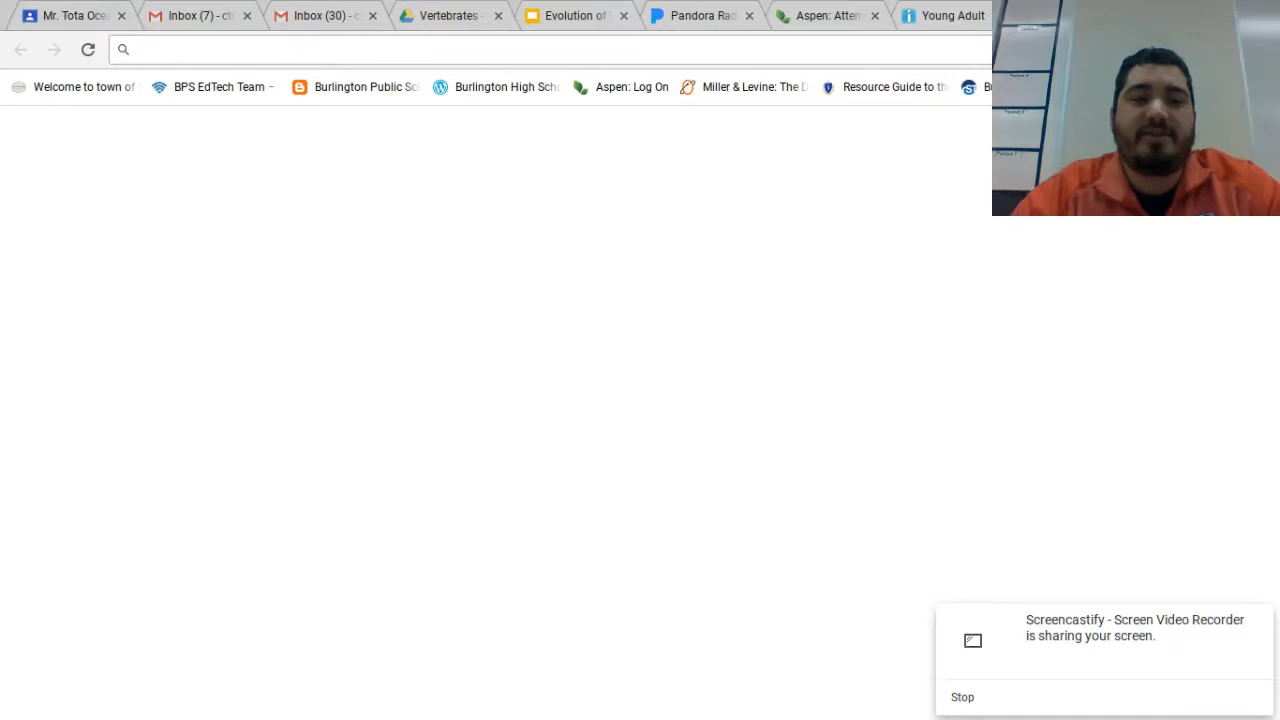 Mr. Tota Oce
Inbox (7) - ct
Inbox (30) - c
Vertebrates -
Evolution of
Pandora Rad
Aspen: Atten
Young Adult
Welcome to town of
BPS EdTech Team –
Burlington Public Sc
Burlington High Scho
Aspen: Log On
Miller & Levine: The D
Resource Guide to th
B
Screencastify - Screen Video Recorder
is sharing your screen.
Stop